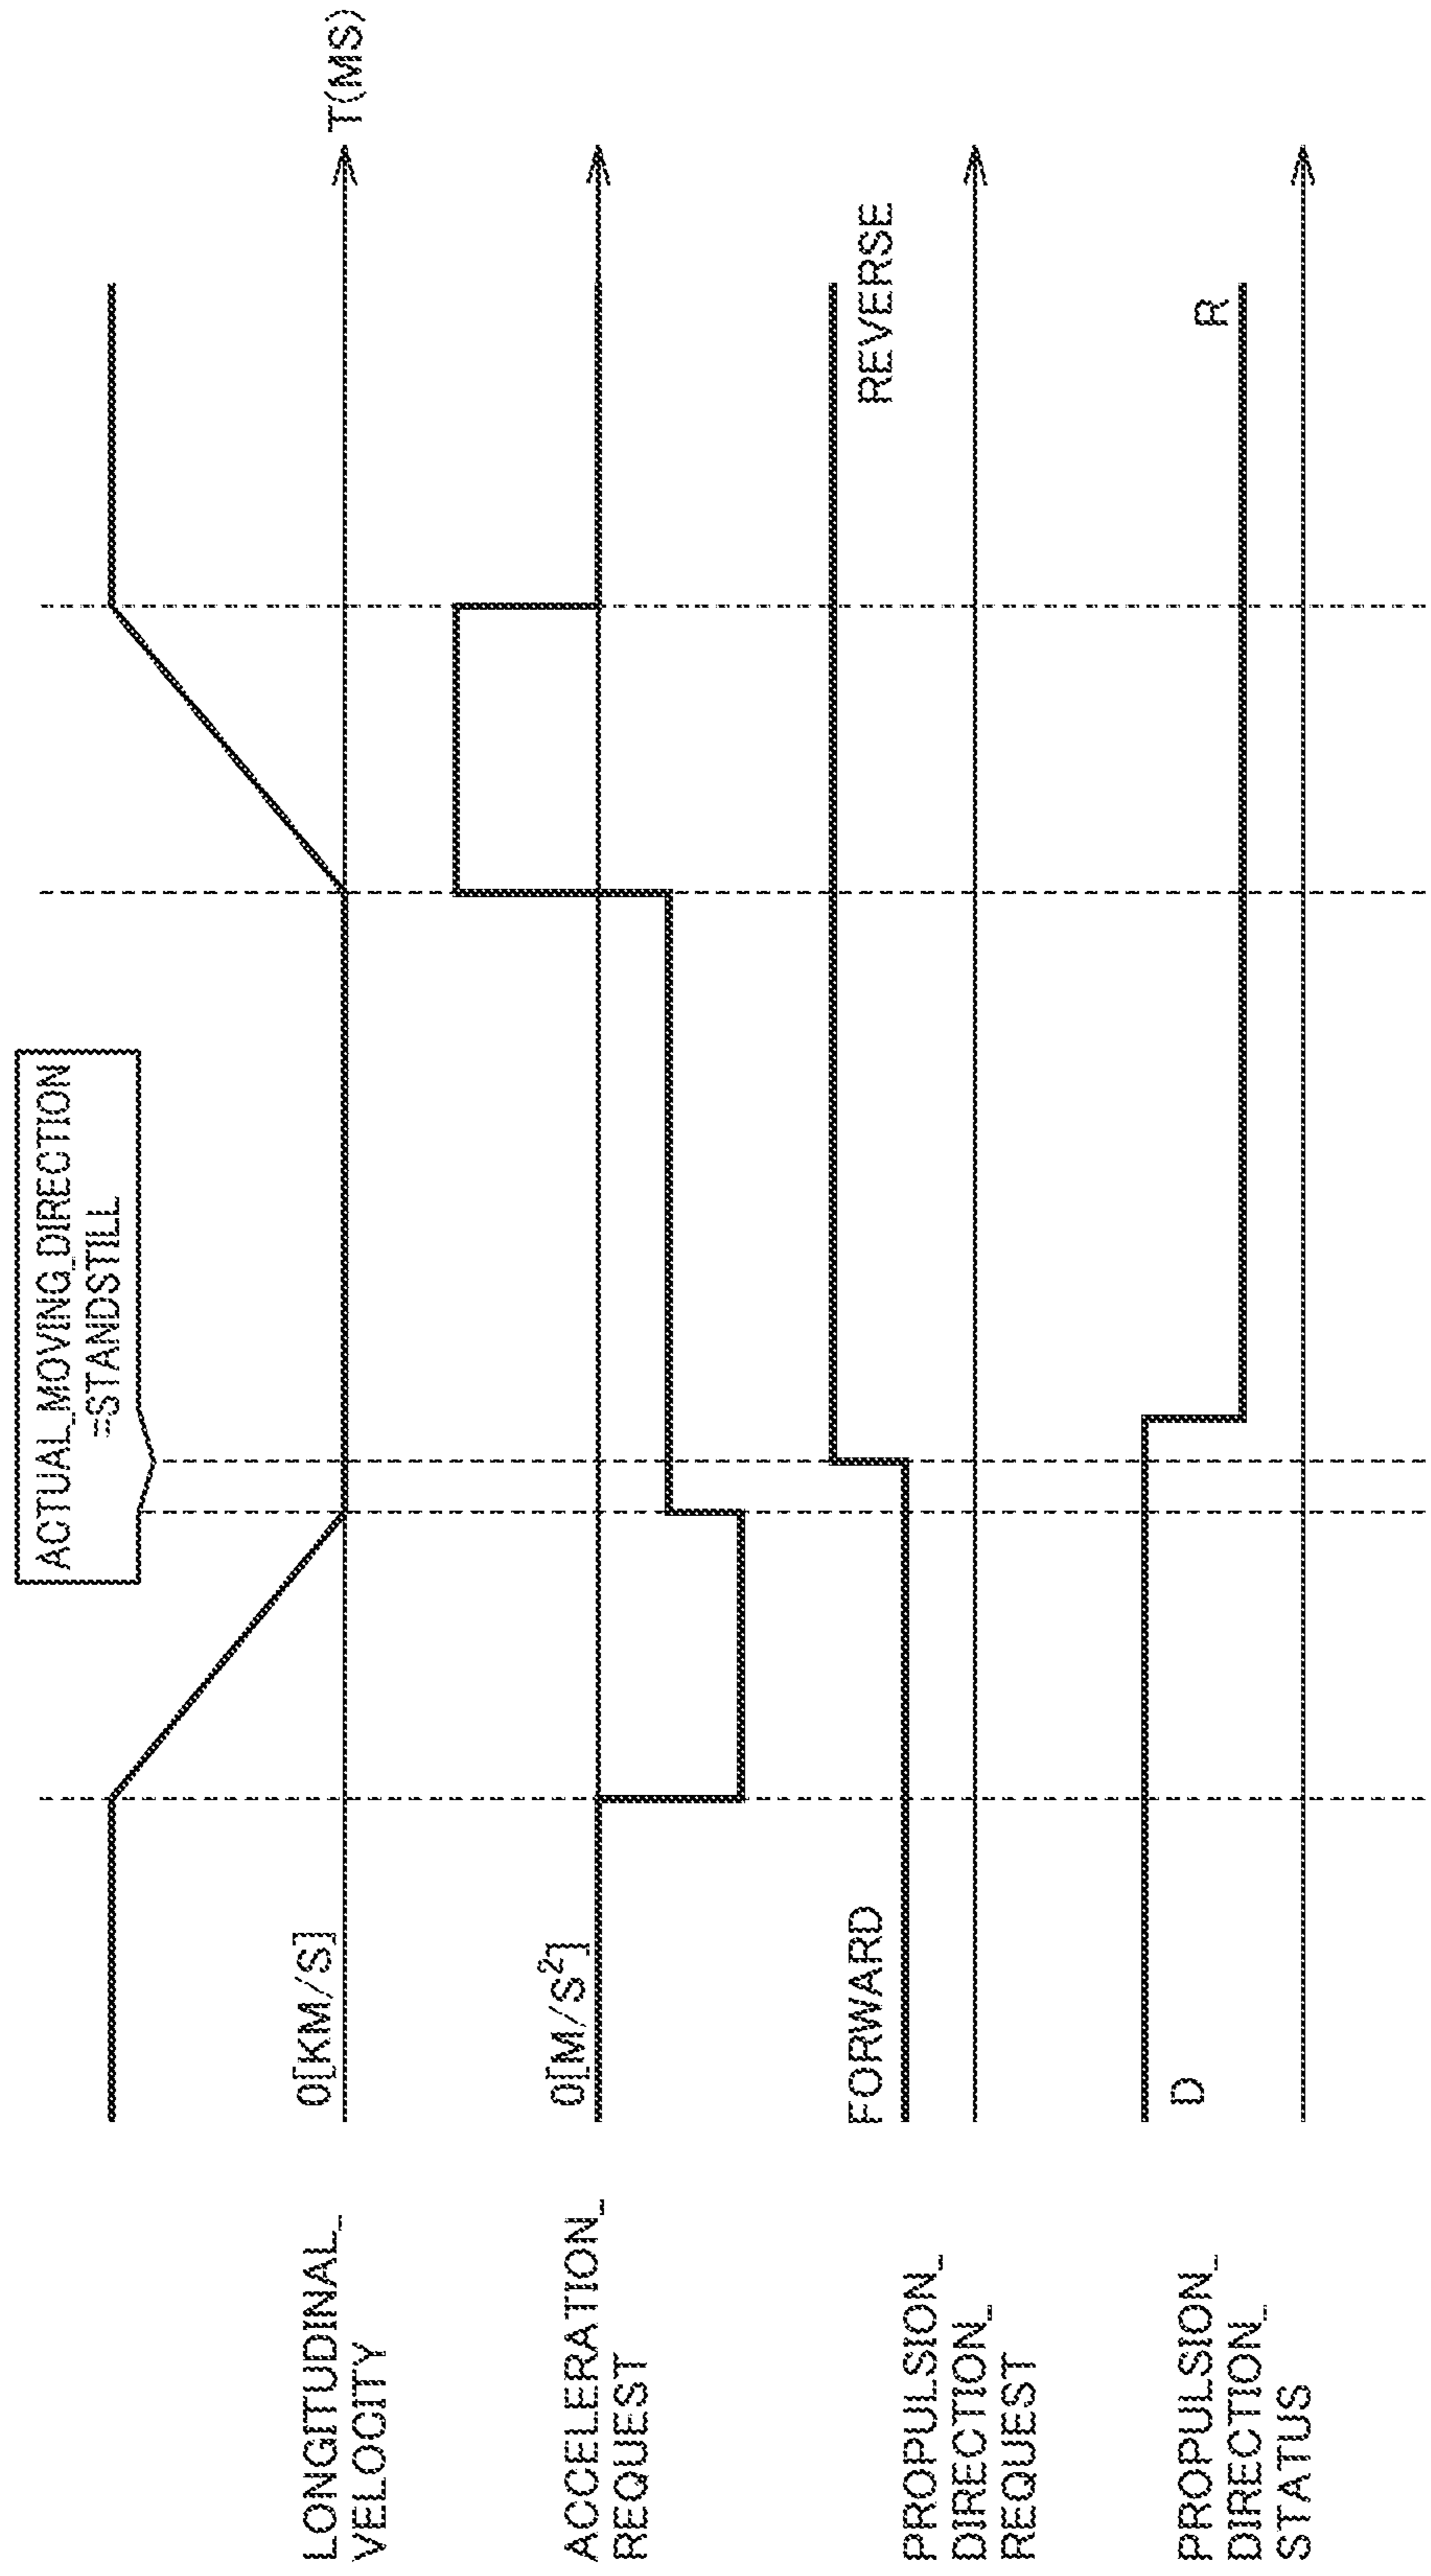 ACTUAL_MOVING_DIRECTION
=STANDSTILL
LONGITUDINAL_
VELOCITY
0[KM/S]
T(MS)
ACCELERATION_
REQUEST
0[M/S²]
PROPULSION_
DIRECTION_
REQUEST
FORWARD
REVERSE
PROPULSION_
DIRECTION_
STATUS
D
R